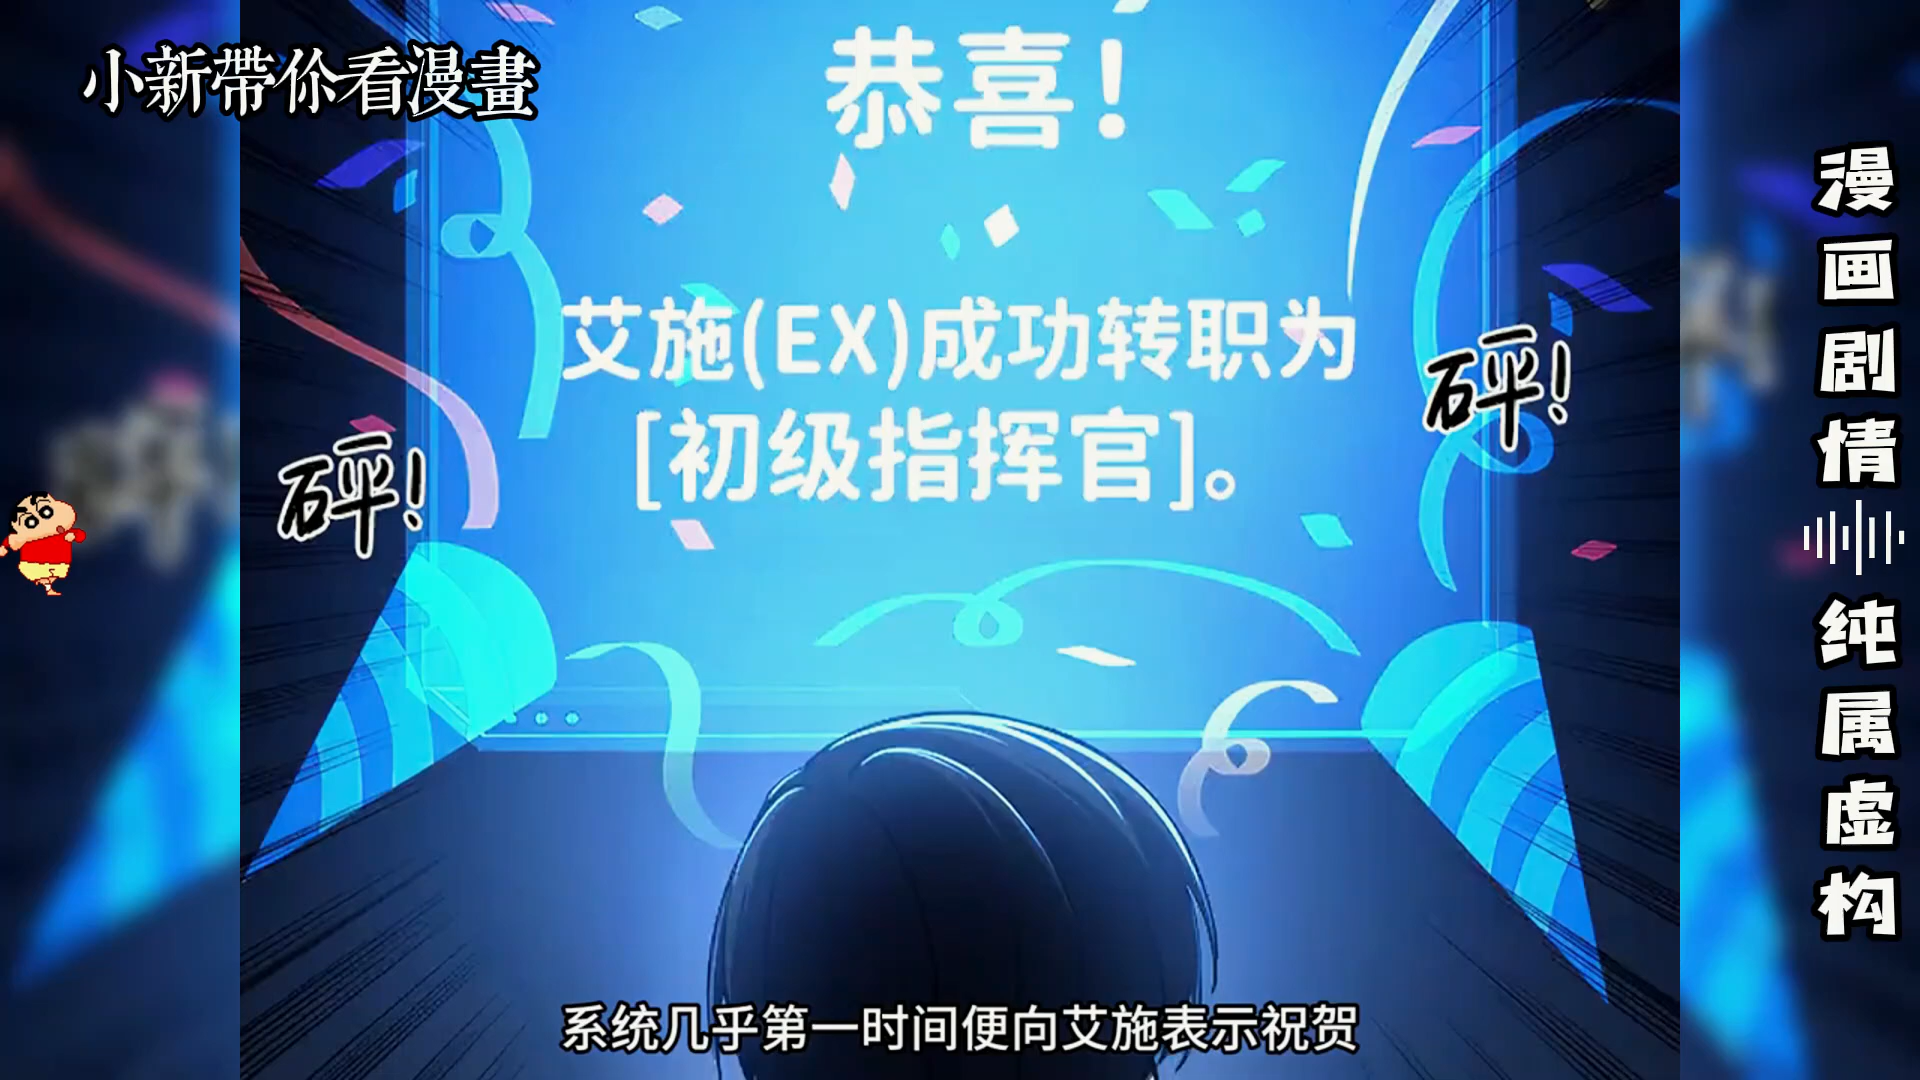 小新帶你看漫畫
恭喜！
艾施(EX)成功转职为
[初级指挥官]。
砰！
砰！
漫画剧情
纯属虚构
系统几乎第一时间便向艾施表示祝贺